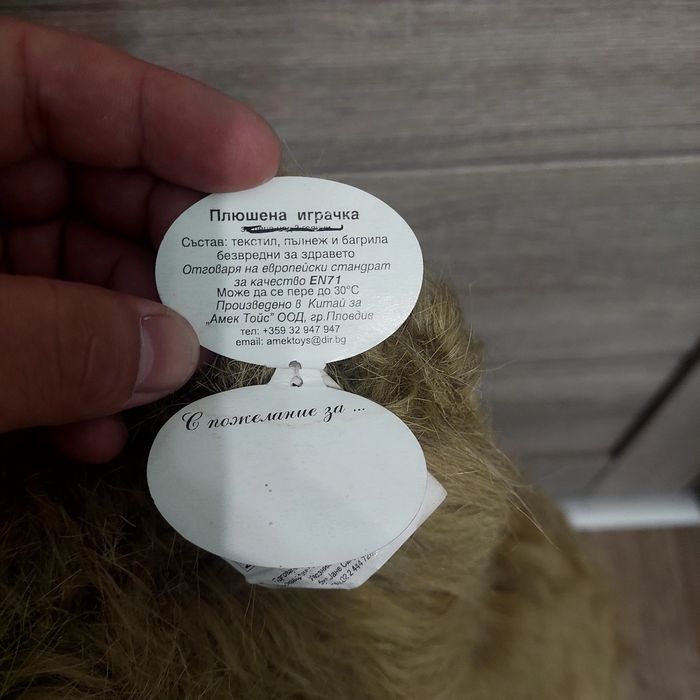 Плюшена играчка
Състав: текстил, пълнеж и багрила
безвредни за здравето
Отговаря на европейски стандрат
за качество EN71
Може да се пере до 30°C
Произведено в Китай за
„Амек Тойс” ООД, гр.Пловдив
тел: +359 32 947 947
email: amektoys@dir.bg
С пожелание за ...